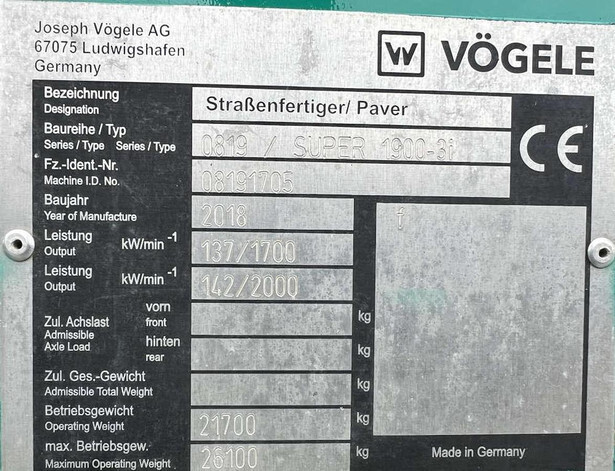 Joseph Vögele AG
67075 Ludwigshafen
Germany
W VÖGELE
Bezeichnung
Designation
Straßenfertiger/ Paver
Baureihe / Typ
Series / Type Series / Type
0819 / SUPER 1900-3i
CE
Fz.-Ident.-Nr.
Machine I.D. No.
08191705
Baujahr
Year of Manufacture
2018
f
Leistung
Output
kW/min -1
137/1700
Leistung
Output
kW/min -1
142/2000
Zul. Achslast
Admissible
Axle Load
vorn
front
kg
hinten
rear
kg
Zul. Ges.-Gewicht
Admissible Total Weight
kg
Betriebsgewicht
Operating Weight
21700
kg
max. Betriebsgew.
Maximum Operating Weight
26100
kg
Made in Germany